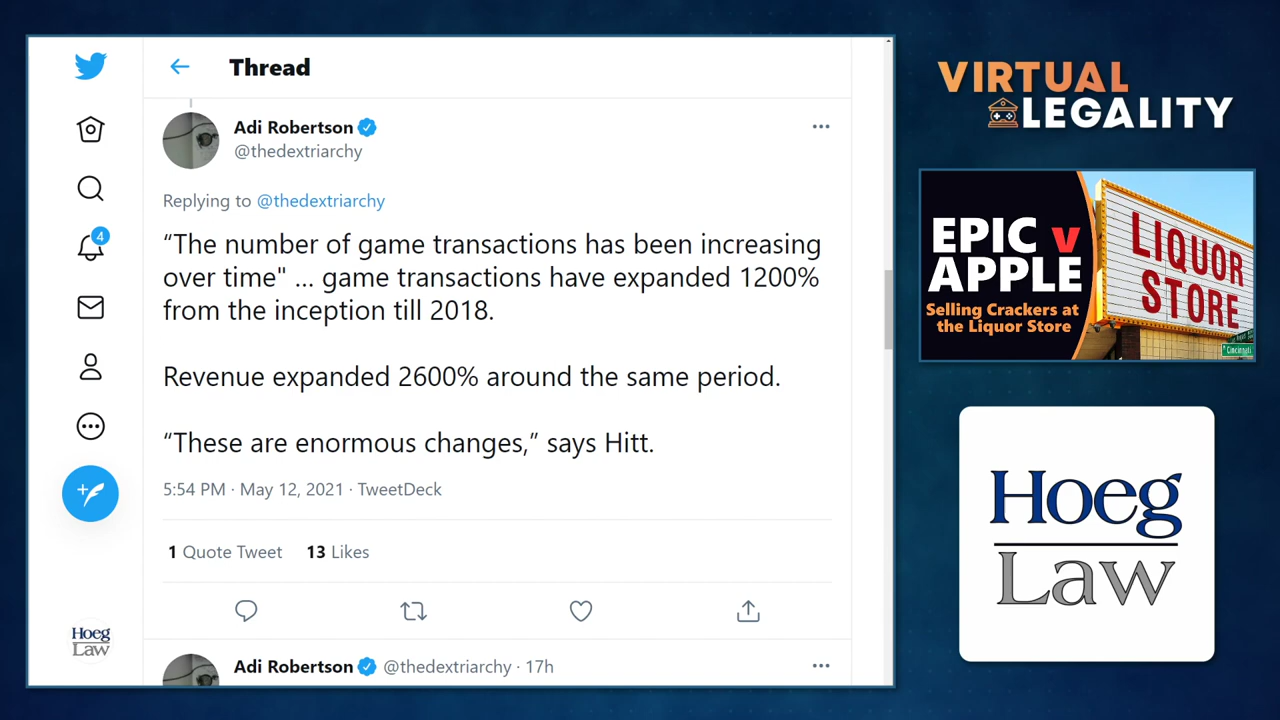 Thread
Adi Robertson
@thedextriarchy
Replying to @thedextriarchy
“The number of game transactions has been increasing
over time" ... game transactions have expanded 1200%
from the inception till 2018.
Revenue expanded 2600% around the same period.
“These are enormous changes,” says Hitt.
5:54 PM · May 12, 2021 · TweetDeck
1 Quote Tweet 13 Likes
Adi Robertson @thedextriarchy · 17h
4
Hoeg
Law
VIRTUAL
LEGALITY
EPIC v
APPLE
Selling Crackers at
the Liquor Store
LIQUOR
STORE
Cincinnati
Hoeg
Law